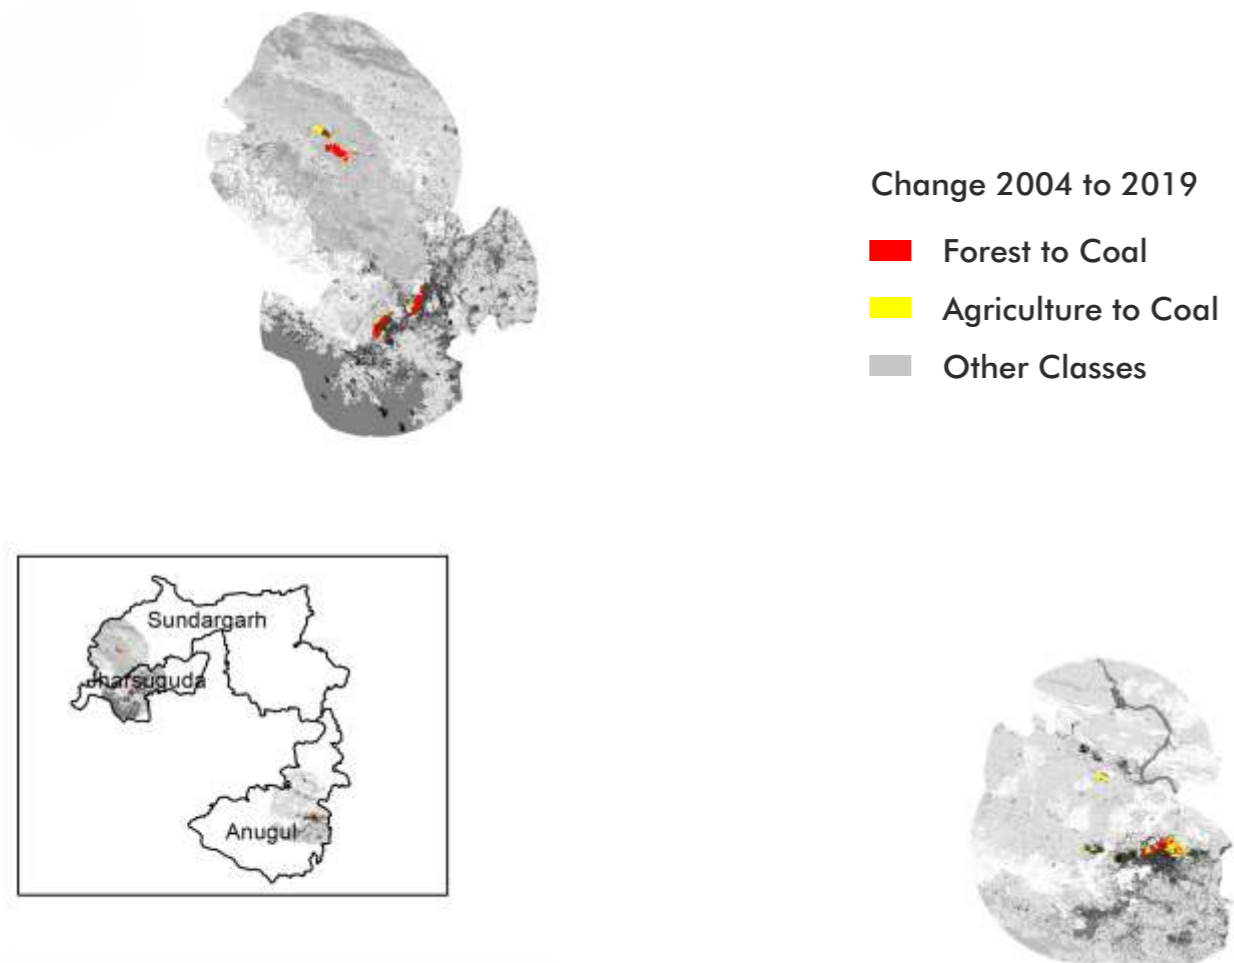 Change 2004 to 2019
Forest to Coal
Agriculture to Coal
Other Classes
Sundargarh
Jharsuguda
Anugul